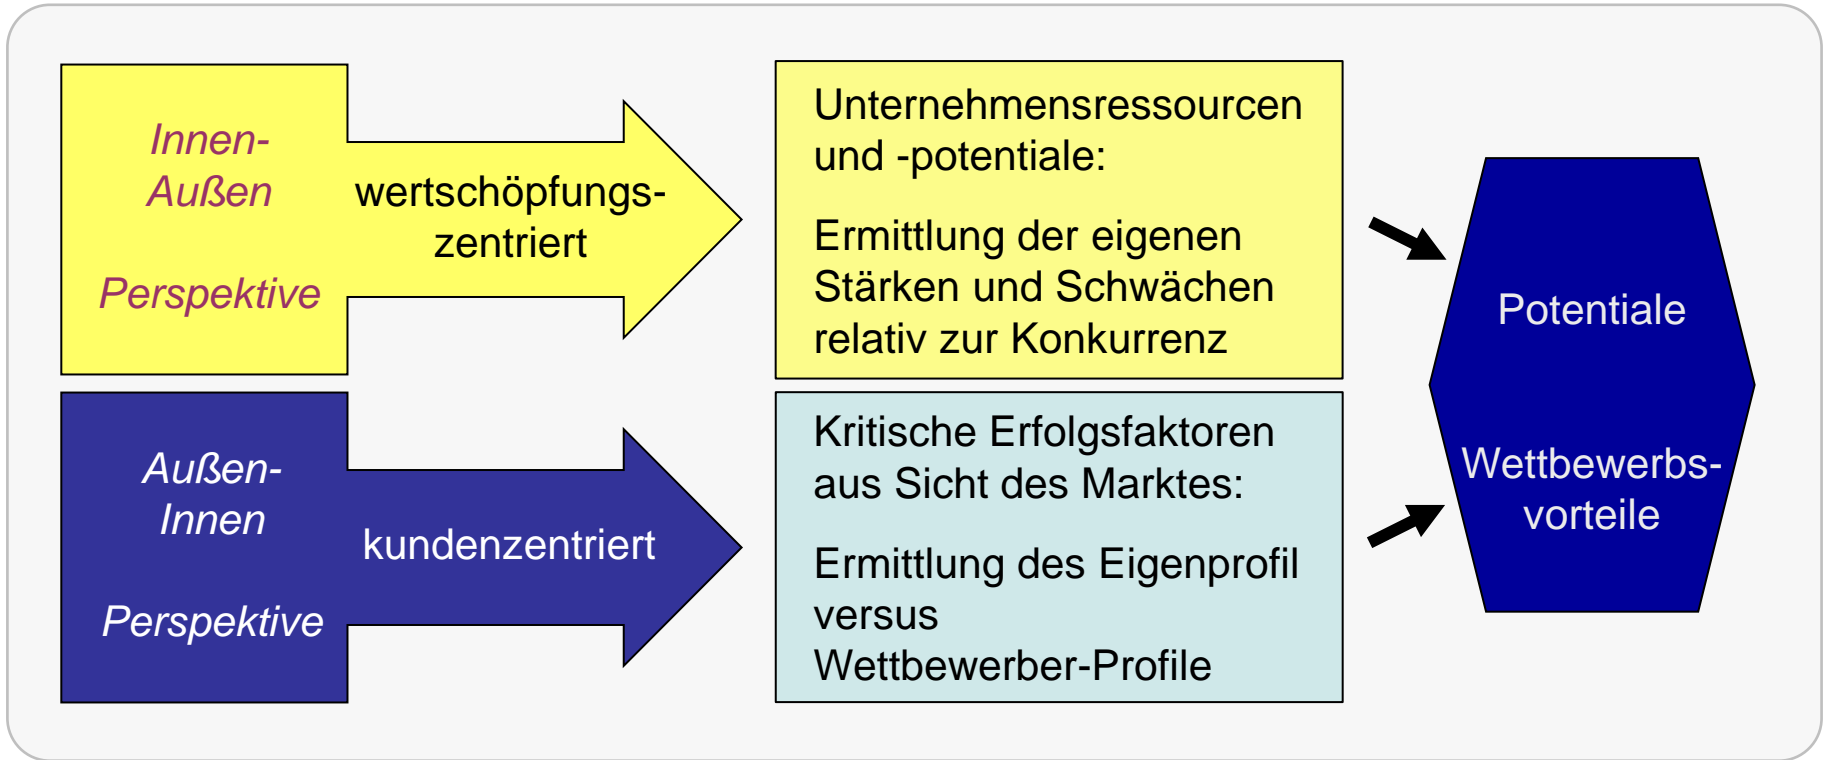 Innen-
Außen
Perspektive
wertschöpfungs-
zentriert
Unternehmensressourcen
und -potentiale:
Ermittlung der eigenen
Stärken und Schwächen
relativ zur Konkurrenz
Außen-
Innen
Perspektive
kundenzentriert
Kritische Erfolgsfaktoren
aus Sicht des Marktes:
Ermittlung des Eigenprofil
versus
Wettbewerber-Profile
Potentiale
Wettbewerbs-
vorteile